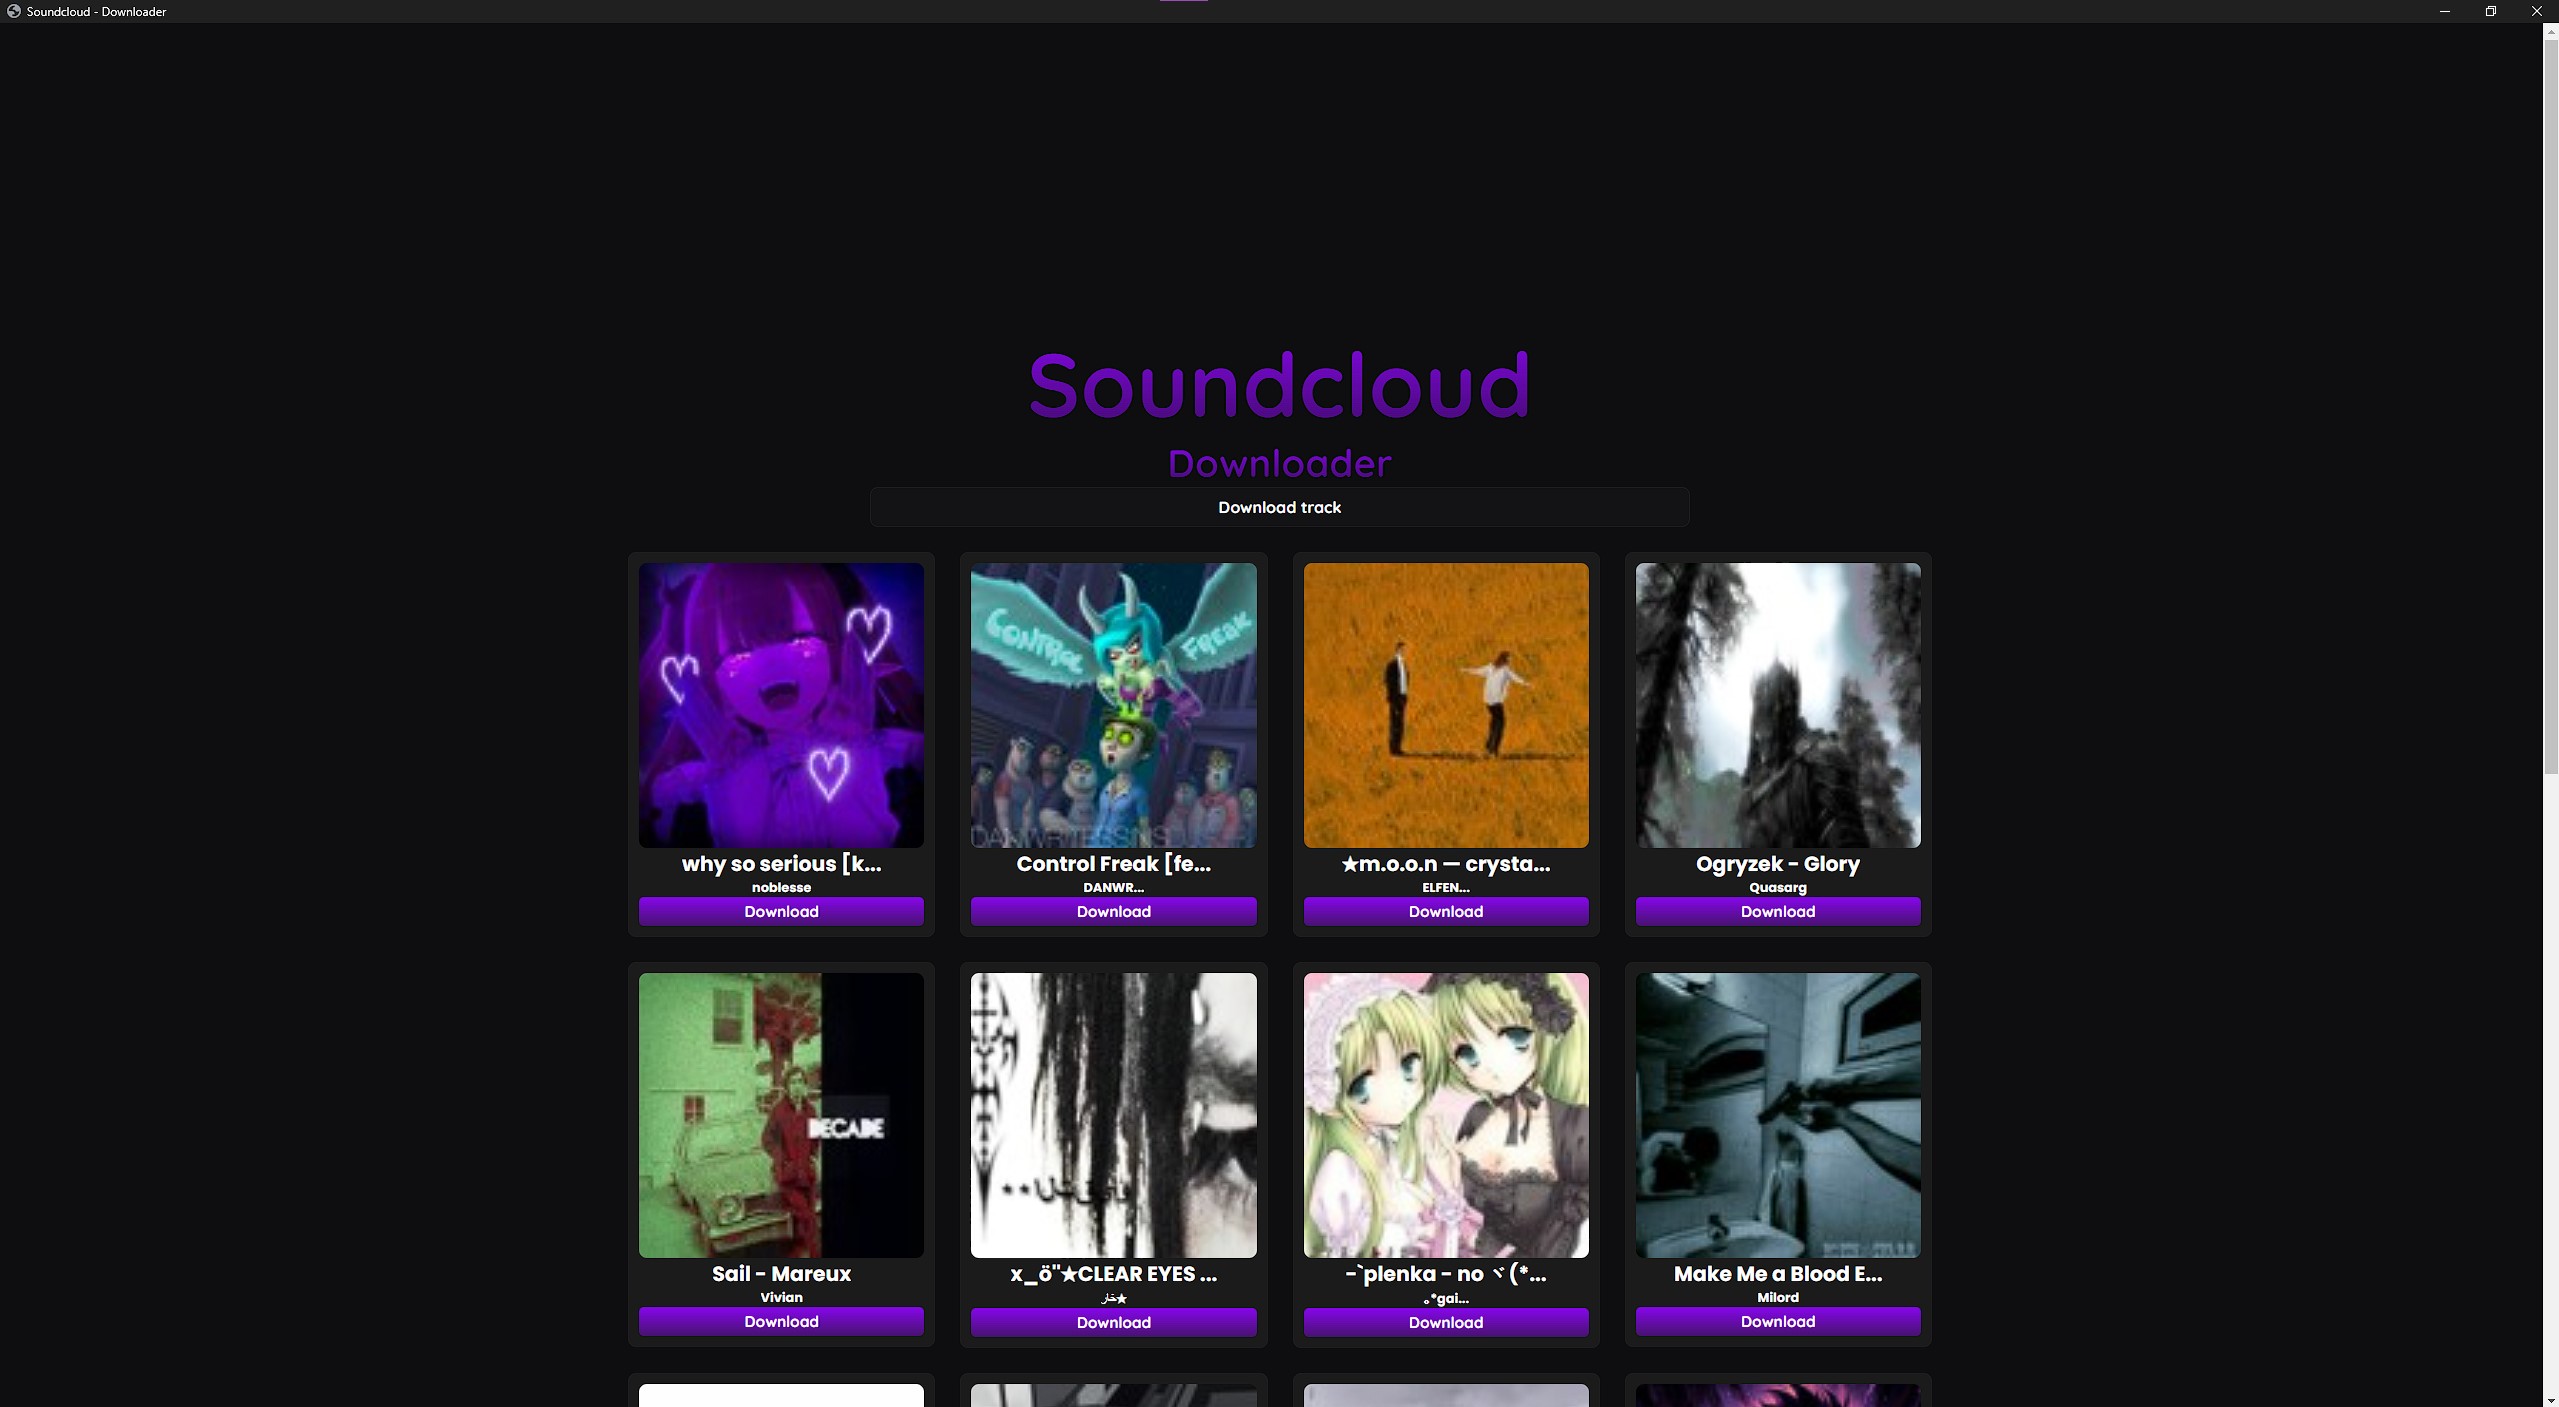 Soundcloud - Downloader
Soundcloud
Downloader
Download track
CONTROL FREAK
why so serious [k...
noblesse
Download
Control Freak [fe...
DANWR...
Download
★m.o.o.n — crysta...
ELFEN...
Download
Ogryzek - Glory
Quasarg
Download
DECADE
Sail - Mareux
Vivian
Download
x_ö"★CLEAR EYES ...
Download
-`plenka - no ヾ(*...
｡*gai...
Download
Make Me a Blood E...
Milord
Download